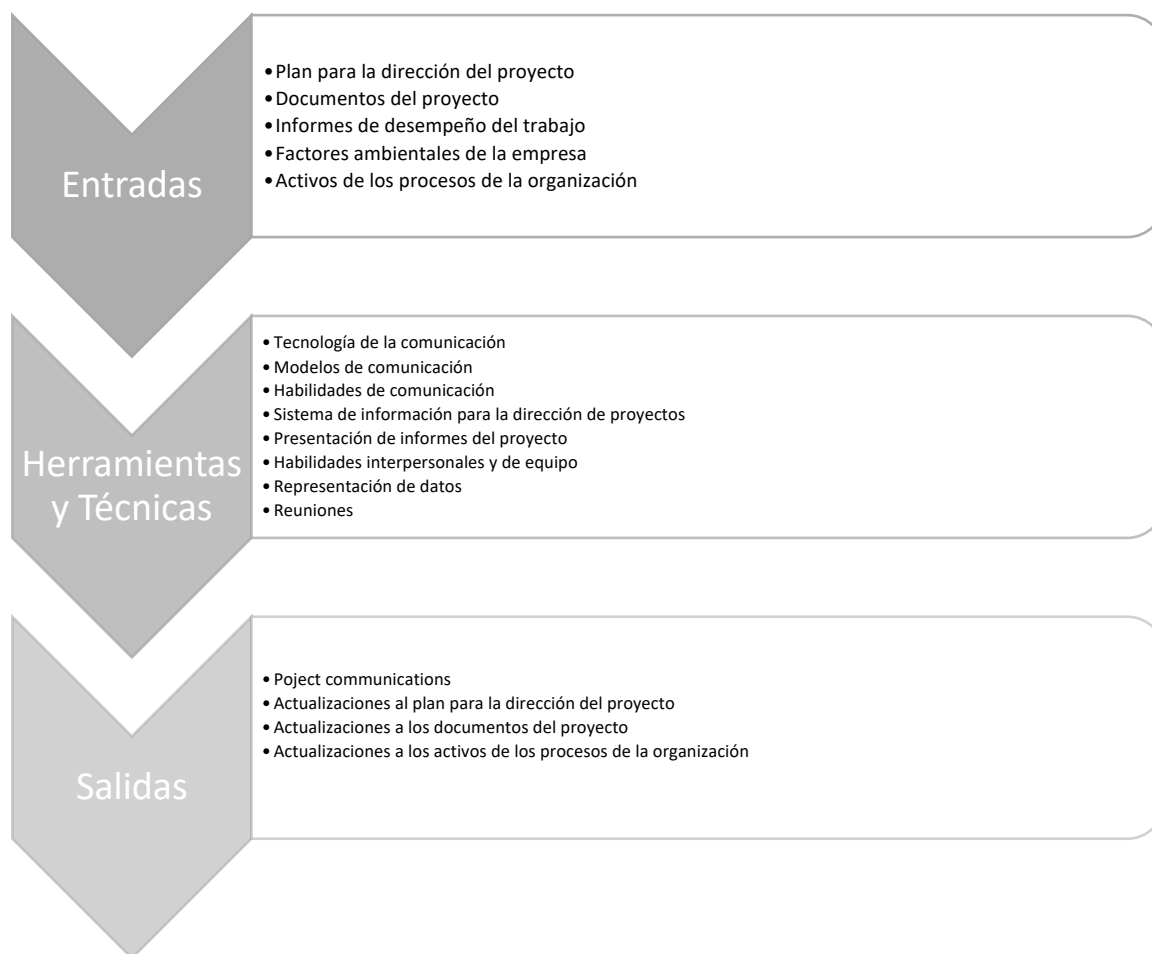 Entradas
•Plan para la dirección del proyecto
•Documentos del proyecto
•Informes de desempeño del trabajo
•Factores ambientales de la empresa
•Activos de los procesos de la organización
Herramientas
y Técnicas
•Tecnología de la comunicación
•Modelos de comunicación
•Habilidades de comunicación
•Sistema de información para la dirección de proyectos
•Presentación de informes del proyecto
•Habilidades interpersonales y de equipo
•Representación de datos
•Reuniones
Salidas
•Poject communications
•Actualizaciones al plan para la dirección del proyecto
•Actualizaciones a los documentos del proyecto
•Actualizaciones a los activos de los procesos de la organización